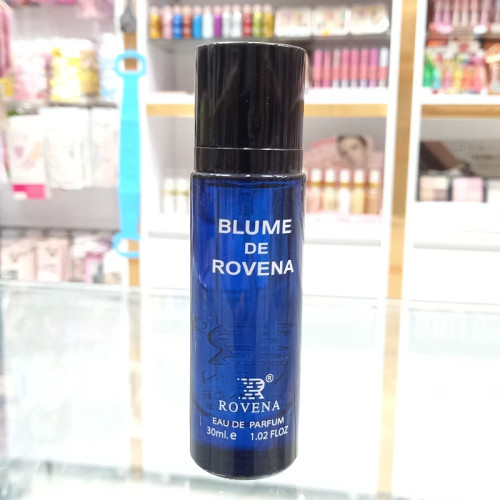 BLUME
DE
ROVENA
R®
ROVENA
EAU DE PARFUM
30ml.e 1.02 FLOZ